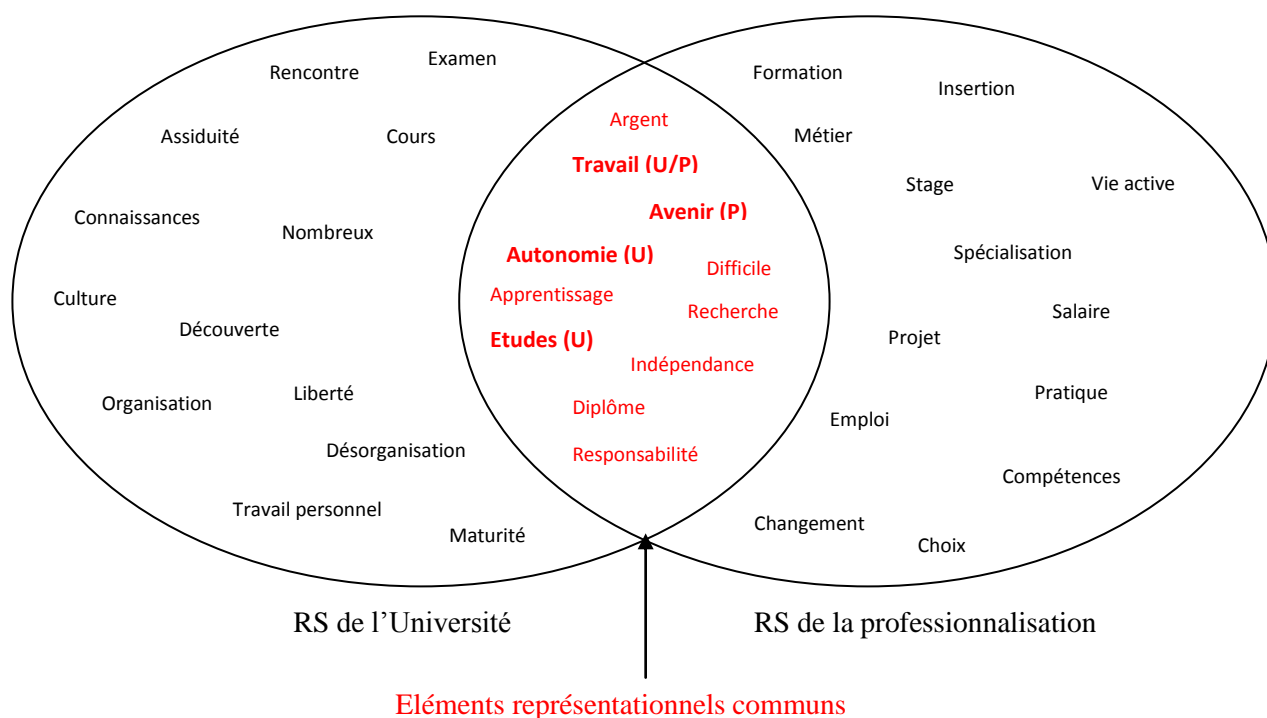 Rencontre
Examen
Assiduité
Cours
Connaissances
Nombreux
Culture
Découverte
Organisation
Liberté
Désorganisation
Travail personnel
Maturité
Argent
Travail (U/P)
Avenir (P)
Autonomie (U)
Difficile
Apprentissage
Recherche
Etudes (U)
Indépendance
Diplôme
Responsabilité
Formation
Insertion
Métier
Stage
Vie active
Spécialisation
Salaire
Projet
Pratique
Emploi
Compétences
Changement
Choix
RS de l'Université
RS de la professionnalisation
Eléments représentationnels communs